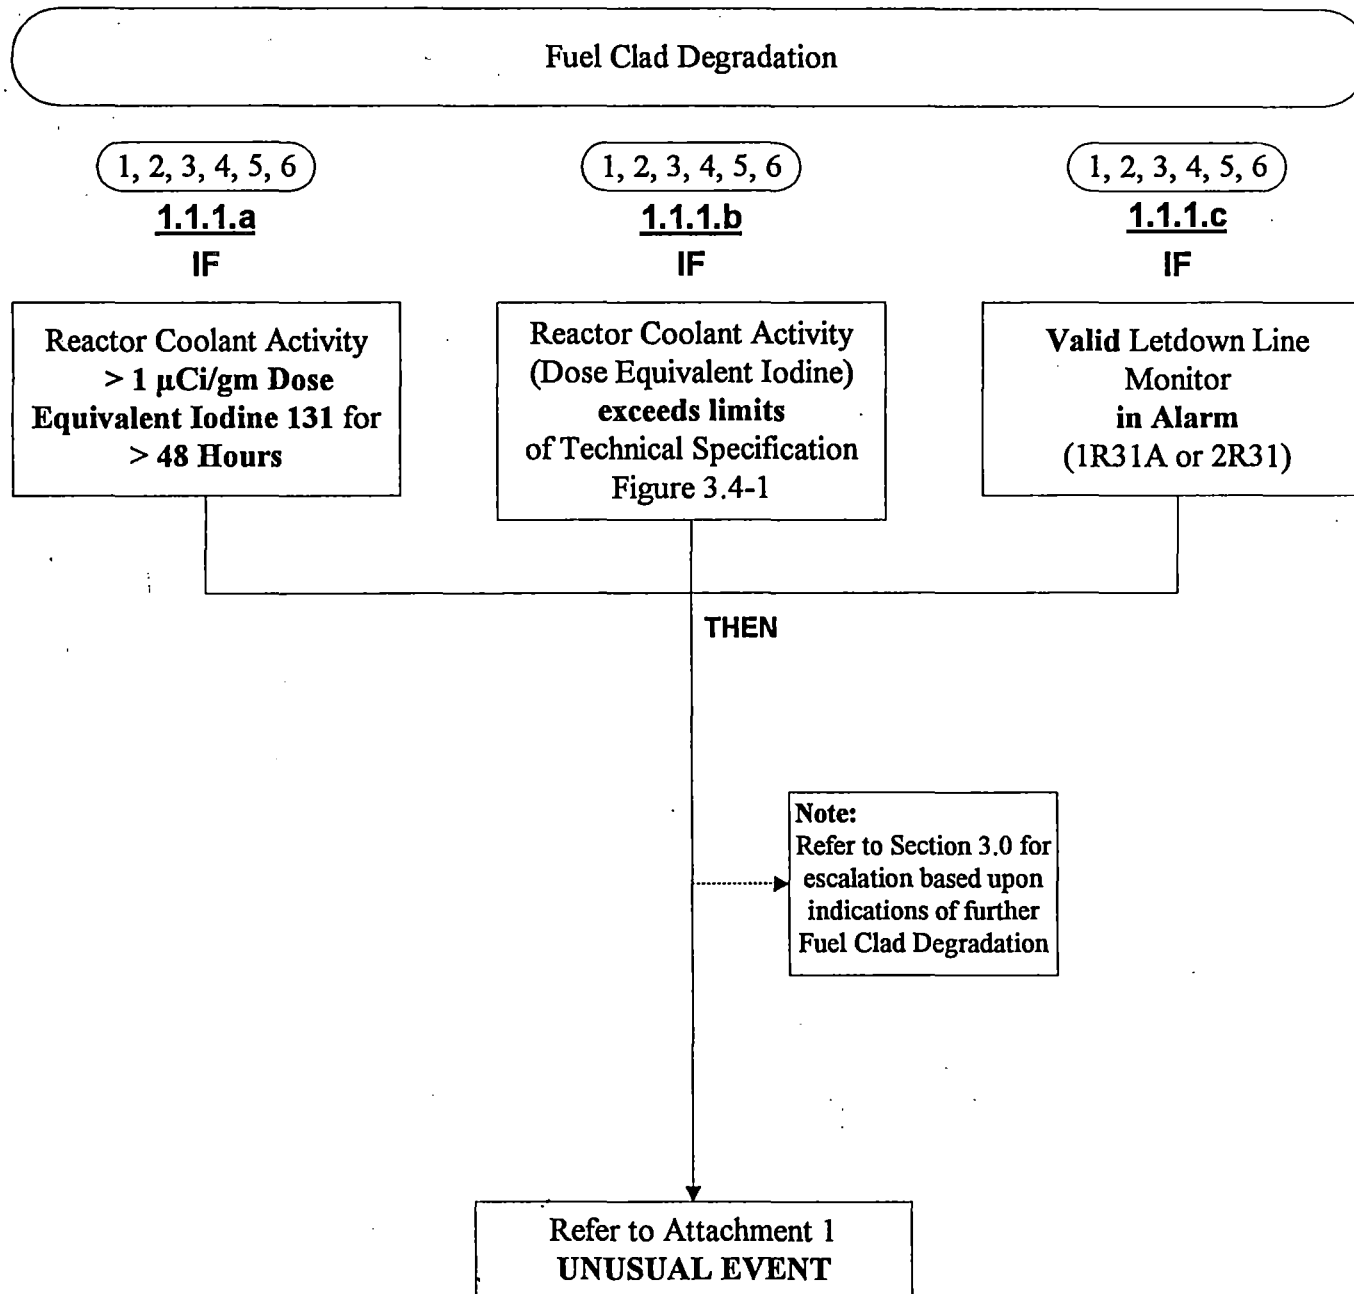 Fuel Clad Degradation
1, 2, 3, 4, 5, 6
1.1.1.a
IF
Reactor Coolant Activity
> 1 µCi/gm Dose
Equivalent Iodine 131 for
> 48 Hours
1, 2, 3, 4, 5, 6
1.1.1.b
IF
Reactor Coolant Activity
(Dose Equivalent Iodine)
exceeds limits
of Technical Specification
Figure 3.4-1
1, 2, 3, 4, 5, 6
1.1.1.c
IF
Valid Letdown Line
Monitor
in Alarm
(1R31A or 2R31)
THEN
Note:
Refer to Section 3.0 for
escalation based upon
indications of further
Fuel Clad Degradation
Refer to Attachment 1
UNUSUAL EVENT